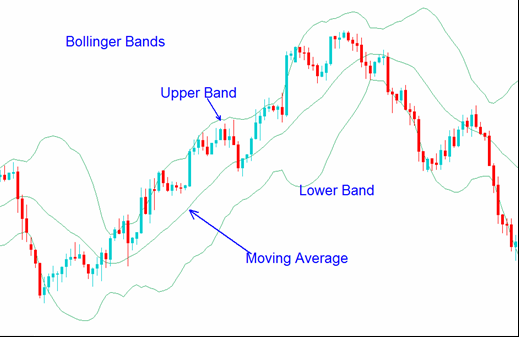 Bollinger Bands
Upper Band
Lower Band
Moving Average